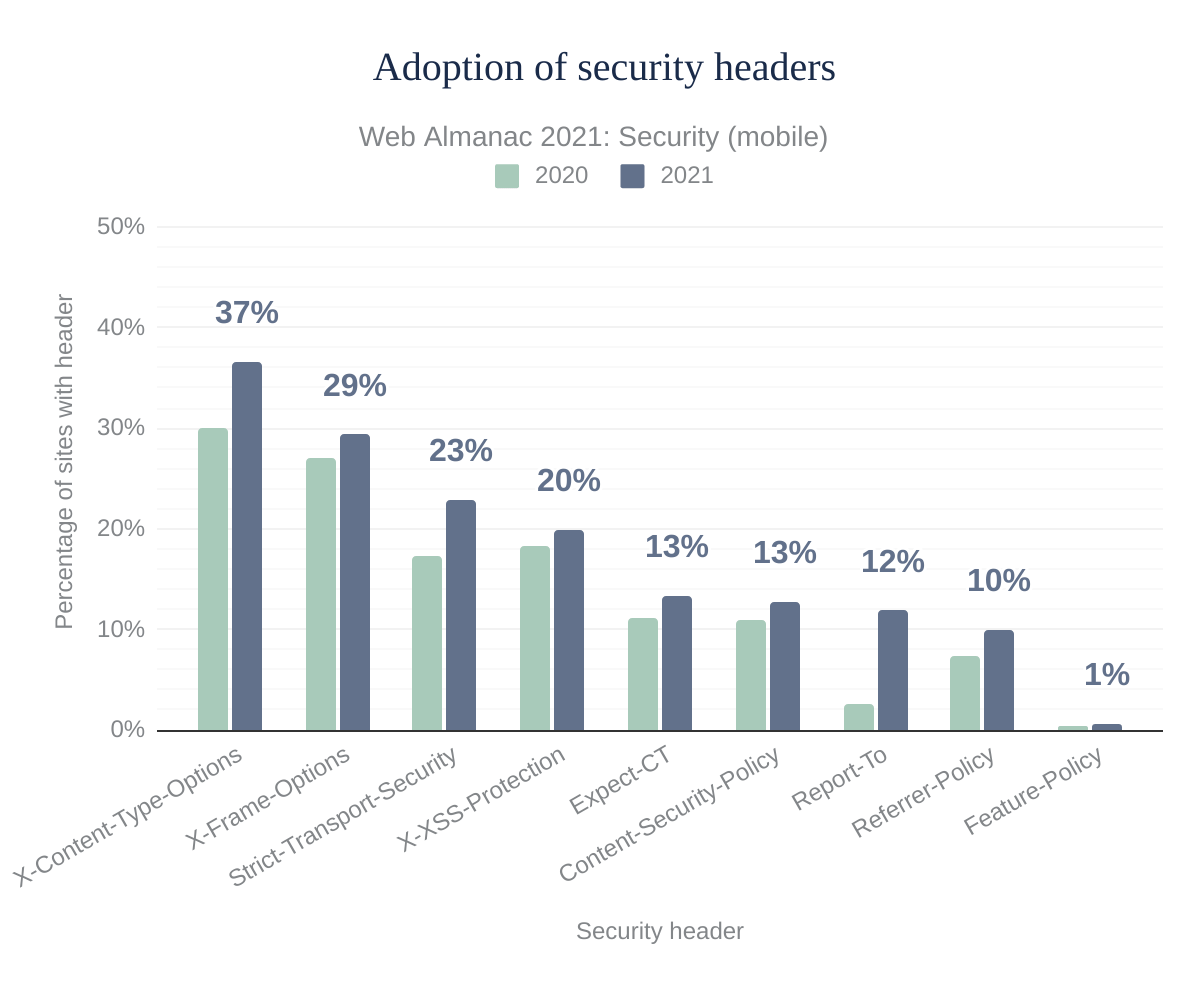 Adoption of security headers
Web Almanac 2021: Security (mobile)
2020 2021
Percentage of sites with header
50%
40%
30%
20%
10%
0%
37%
29%
23%
20%
13%
13%
12%
10%
1%
X-Content-Type-Options
X-Frame-Options
Strict-Transport-Security
X-XSS-Protection
Expect-CT
Content-Security-Policy
Report-To
Referrer-Policy
Feature-Policy
Security header